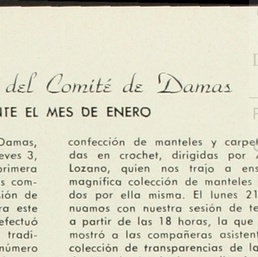 del Comité de Damas
NTE EL MES DE ENERO
Damas,
eves 3,
primera
s com-
sión de
ra este
efectuó
tradi-
número
confección de manteles y carpe
das en crochet, dirigidas por
Lozano, quien nos trajo a ens
magnífica colección de manteles
dos por ella misma. El lunes 21
nuamos con nuestra sesión de te
a partir de las 18 horas, la que
mostró a las compañeras asistent
colección de transparencias de la